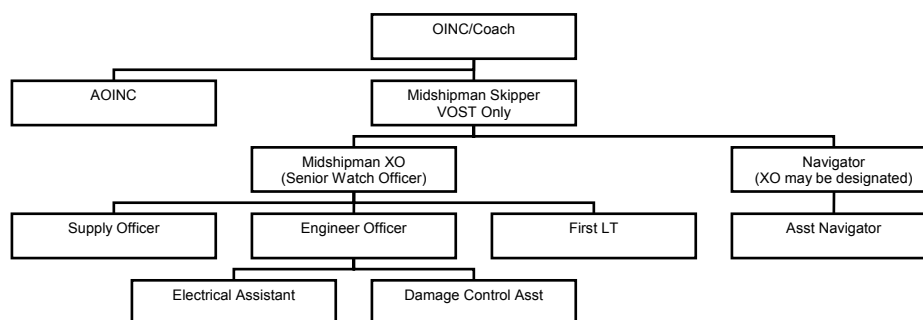 OINC/Coach
AOINC
Midshipman Skipper
VOST Only
Midshipman XO
(Senior Watch Officer)
Navigator
(XO may be designated)
Supply Officer
Engineer Officer
First LT
Asst Navigator
Electrical Assistant
Damage Control Asst